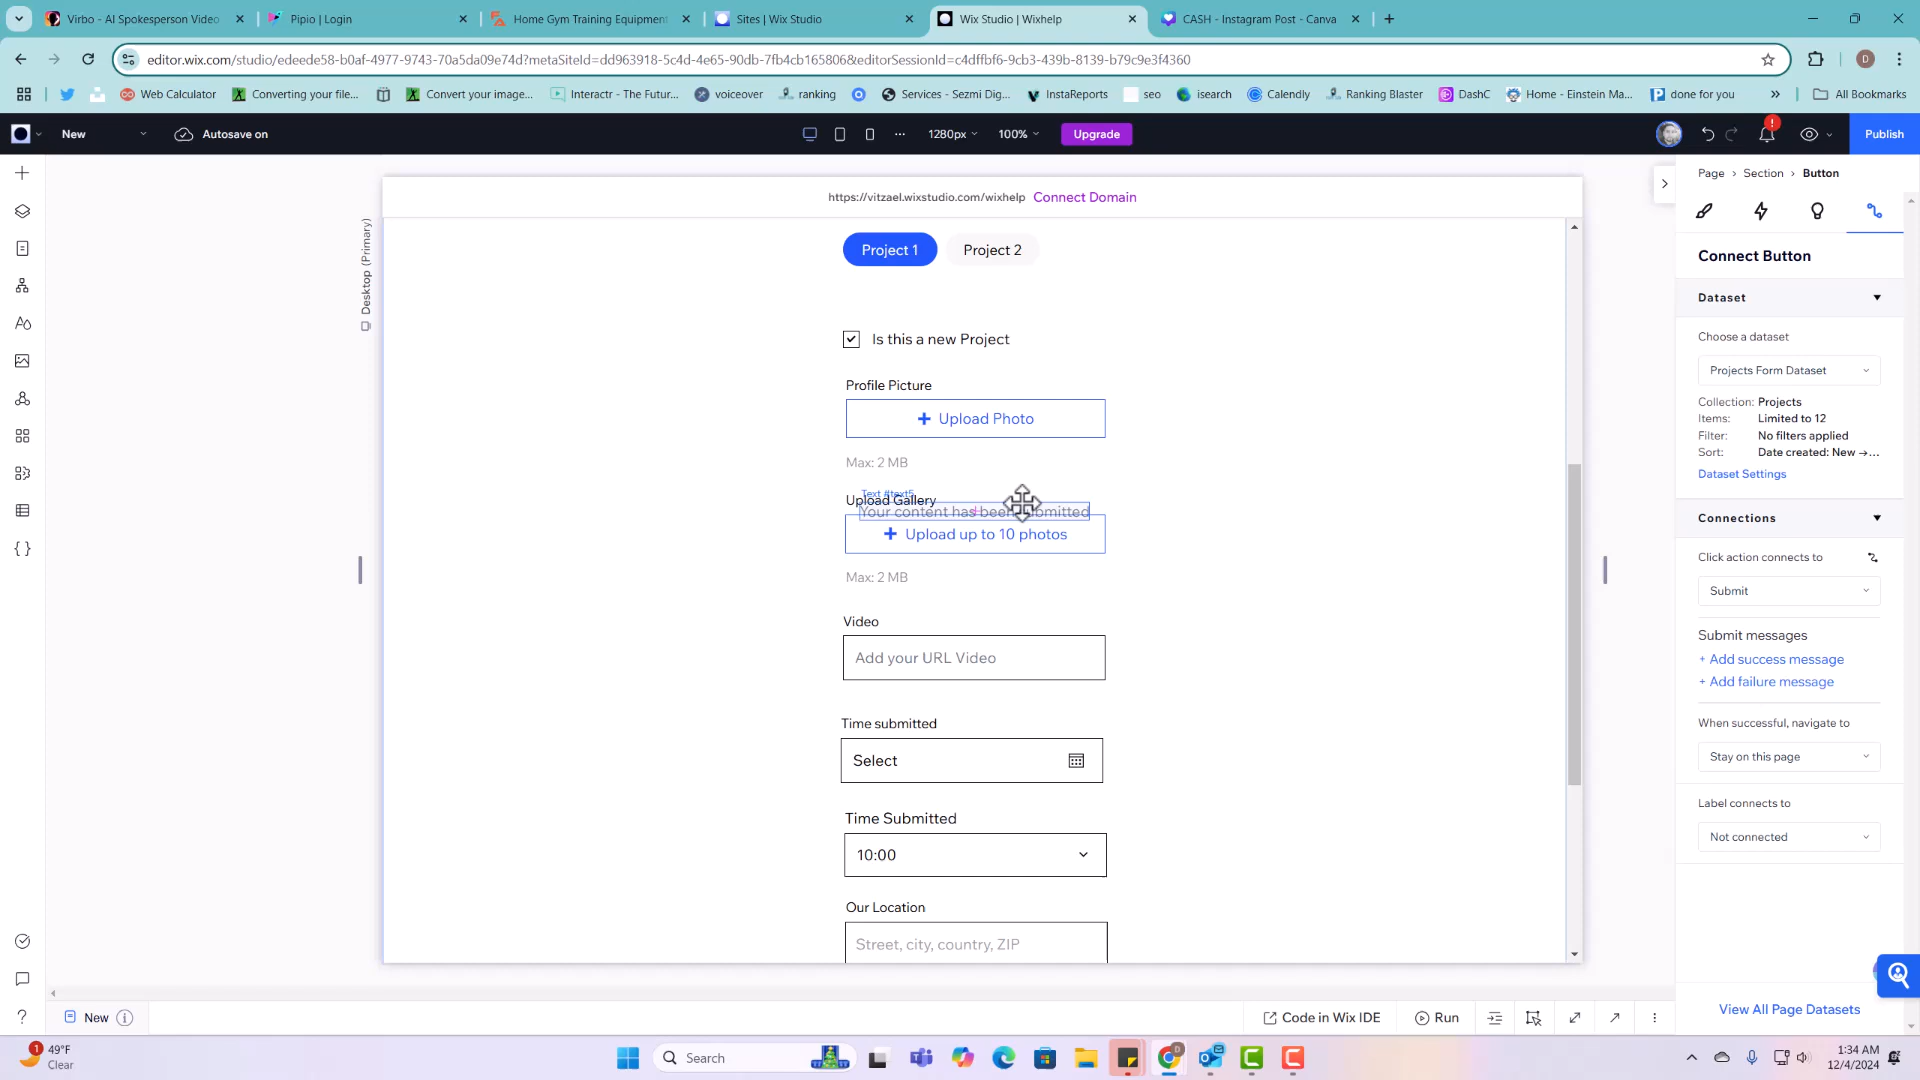 Virbo - AI Spokesperson Video
Pipio | Login
Home Gym Training Equipment
Sites | Wix Studio
Wix Studio | Wixhelp
CASH - Instagram Post - Canva
editor.wix.com/studio/edeede58-b0af-4977-9743-70a5da09e74d?metaSiteId=dd963918-5c4d-4e65-90db-7fb4cb165806&editorSessionId=c4dffbf6-9cb3-439b-8139-b79c9e3f4360
D
Web Calculator
Converting your file...
Convert your image...
Interactr - The Futur...
voiceover
ranking
Services - Sezmi Dig...
InstaReports
seo
isearch
Calendly
Ranking Blaster
DashC
Home - Einstein Ma...
done for you
All Bookmarks
New
Autosave on
1280px
100%
Upgrade
Publish
https://vitzael.wixstudio.com/wixhelp Connect Domain
Desktop (Primary)
Project 1
Project 2
Is this a new Project
Profile Picture
+ Upload Photo
Max: 2 MB
Text #text5
Upload Gallery
Your content has been submitted
+ Upload up to 10 photos
Max: 2 MB
Video
Add your URL Video
Time submitted
Select
Time Submitted
10:00
Our Location
Street, city, country, ZIP
Page > Section > Button
Connect Button
Dataset
Choose a dataset
Projects Form Dataset
Collection: Projects
Items: Limited to 12
Filter: No filters applied
Sort: Date created: New →...
Dataset Settings
Connections
Click action connects to
Submit
Submit messages
+ Add success message
+ Add failure message
When successful, navigate to
Stay on this page
Label connects to
Not connected
View All Page Datasets
New
Code in Wix IDE
Run
1
49°F
Clear
Search
1:34 AM
12/4/2024